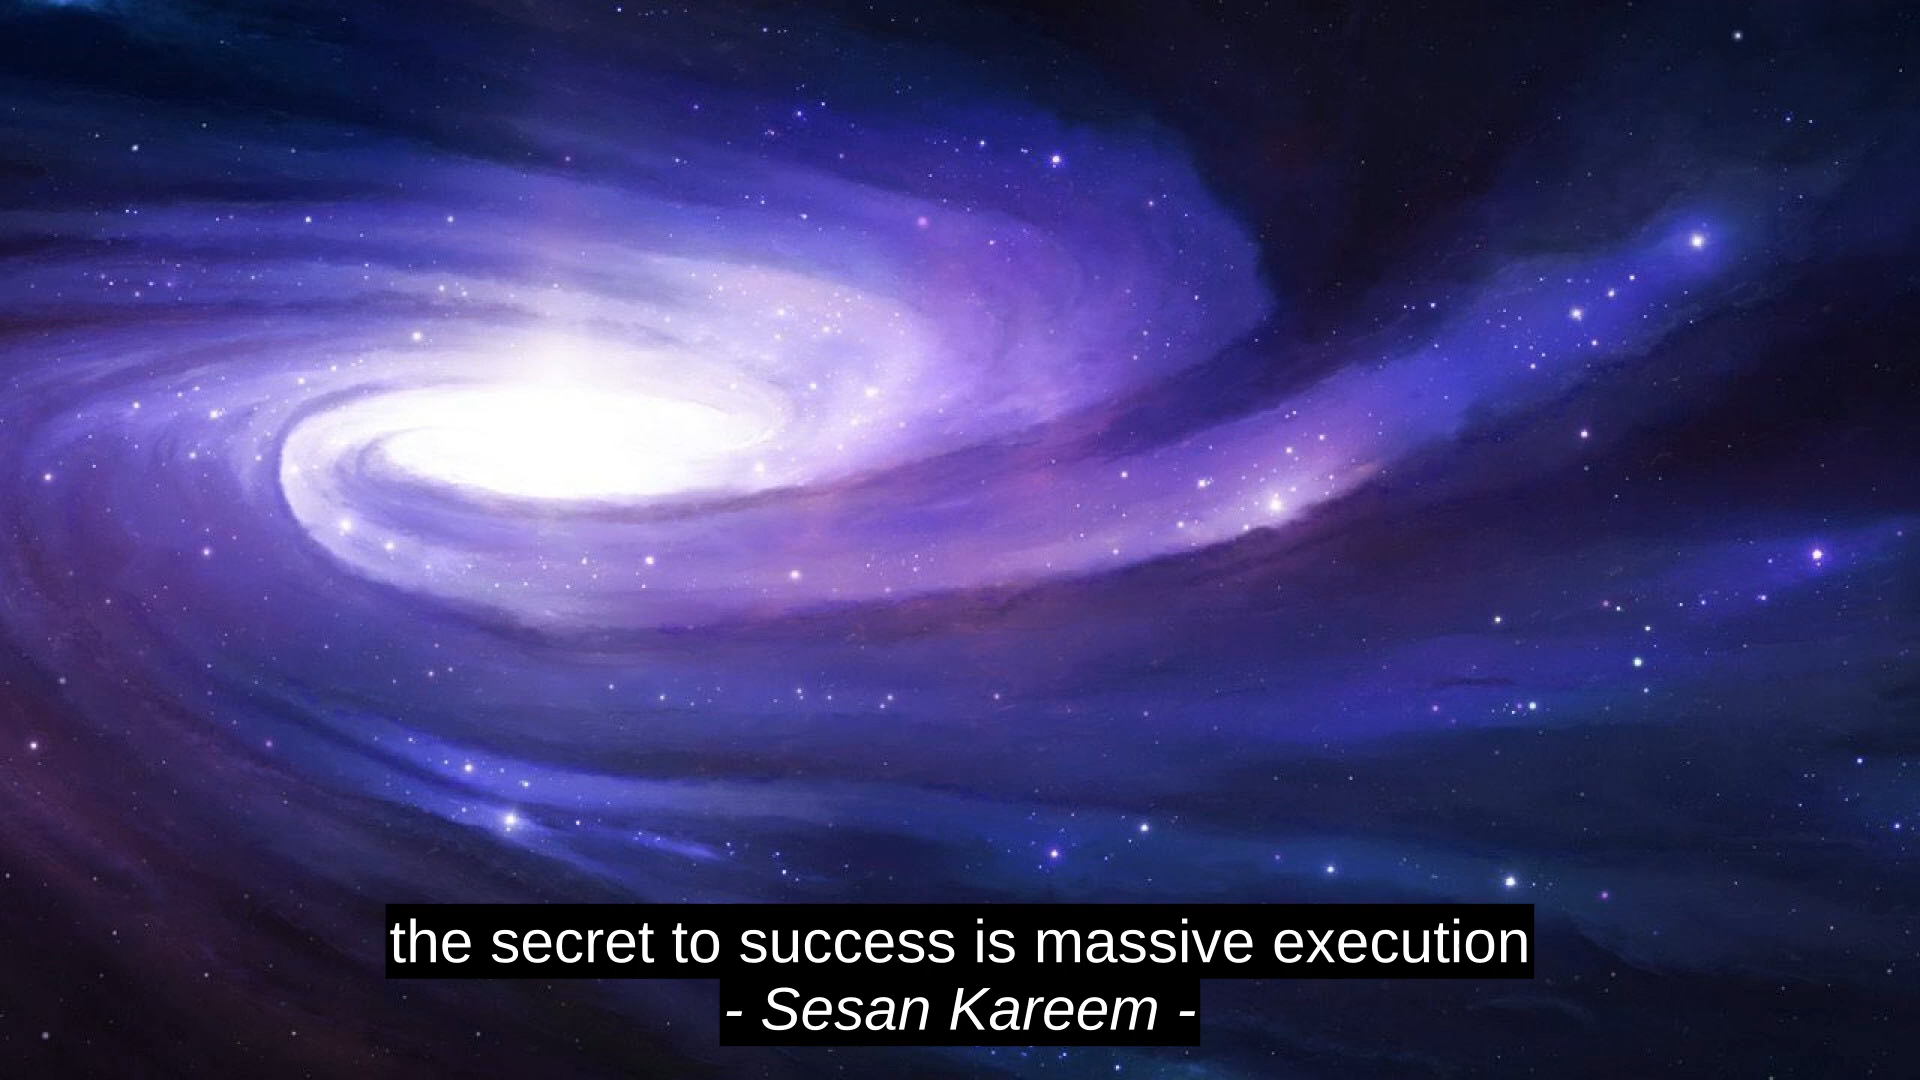 the secret to success is massive execution
- Sesan Kareem -